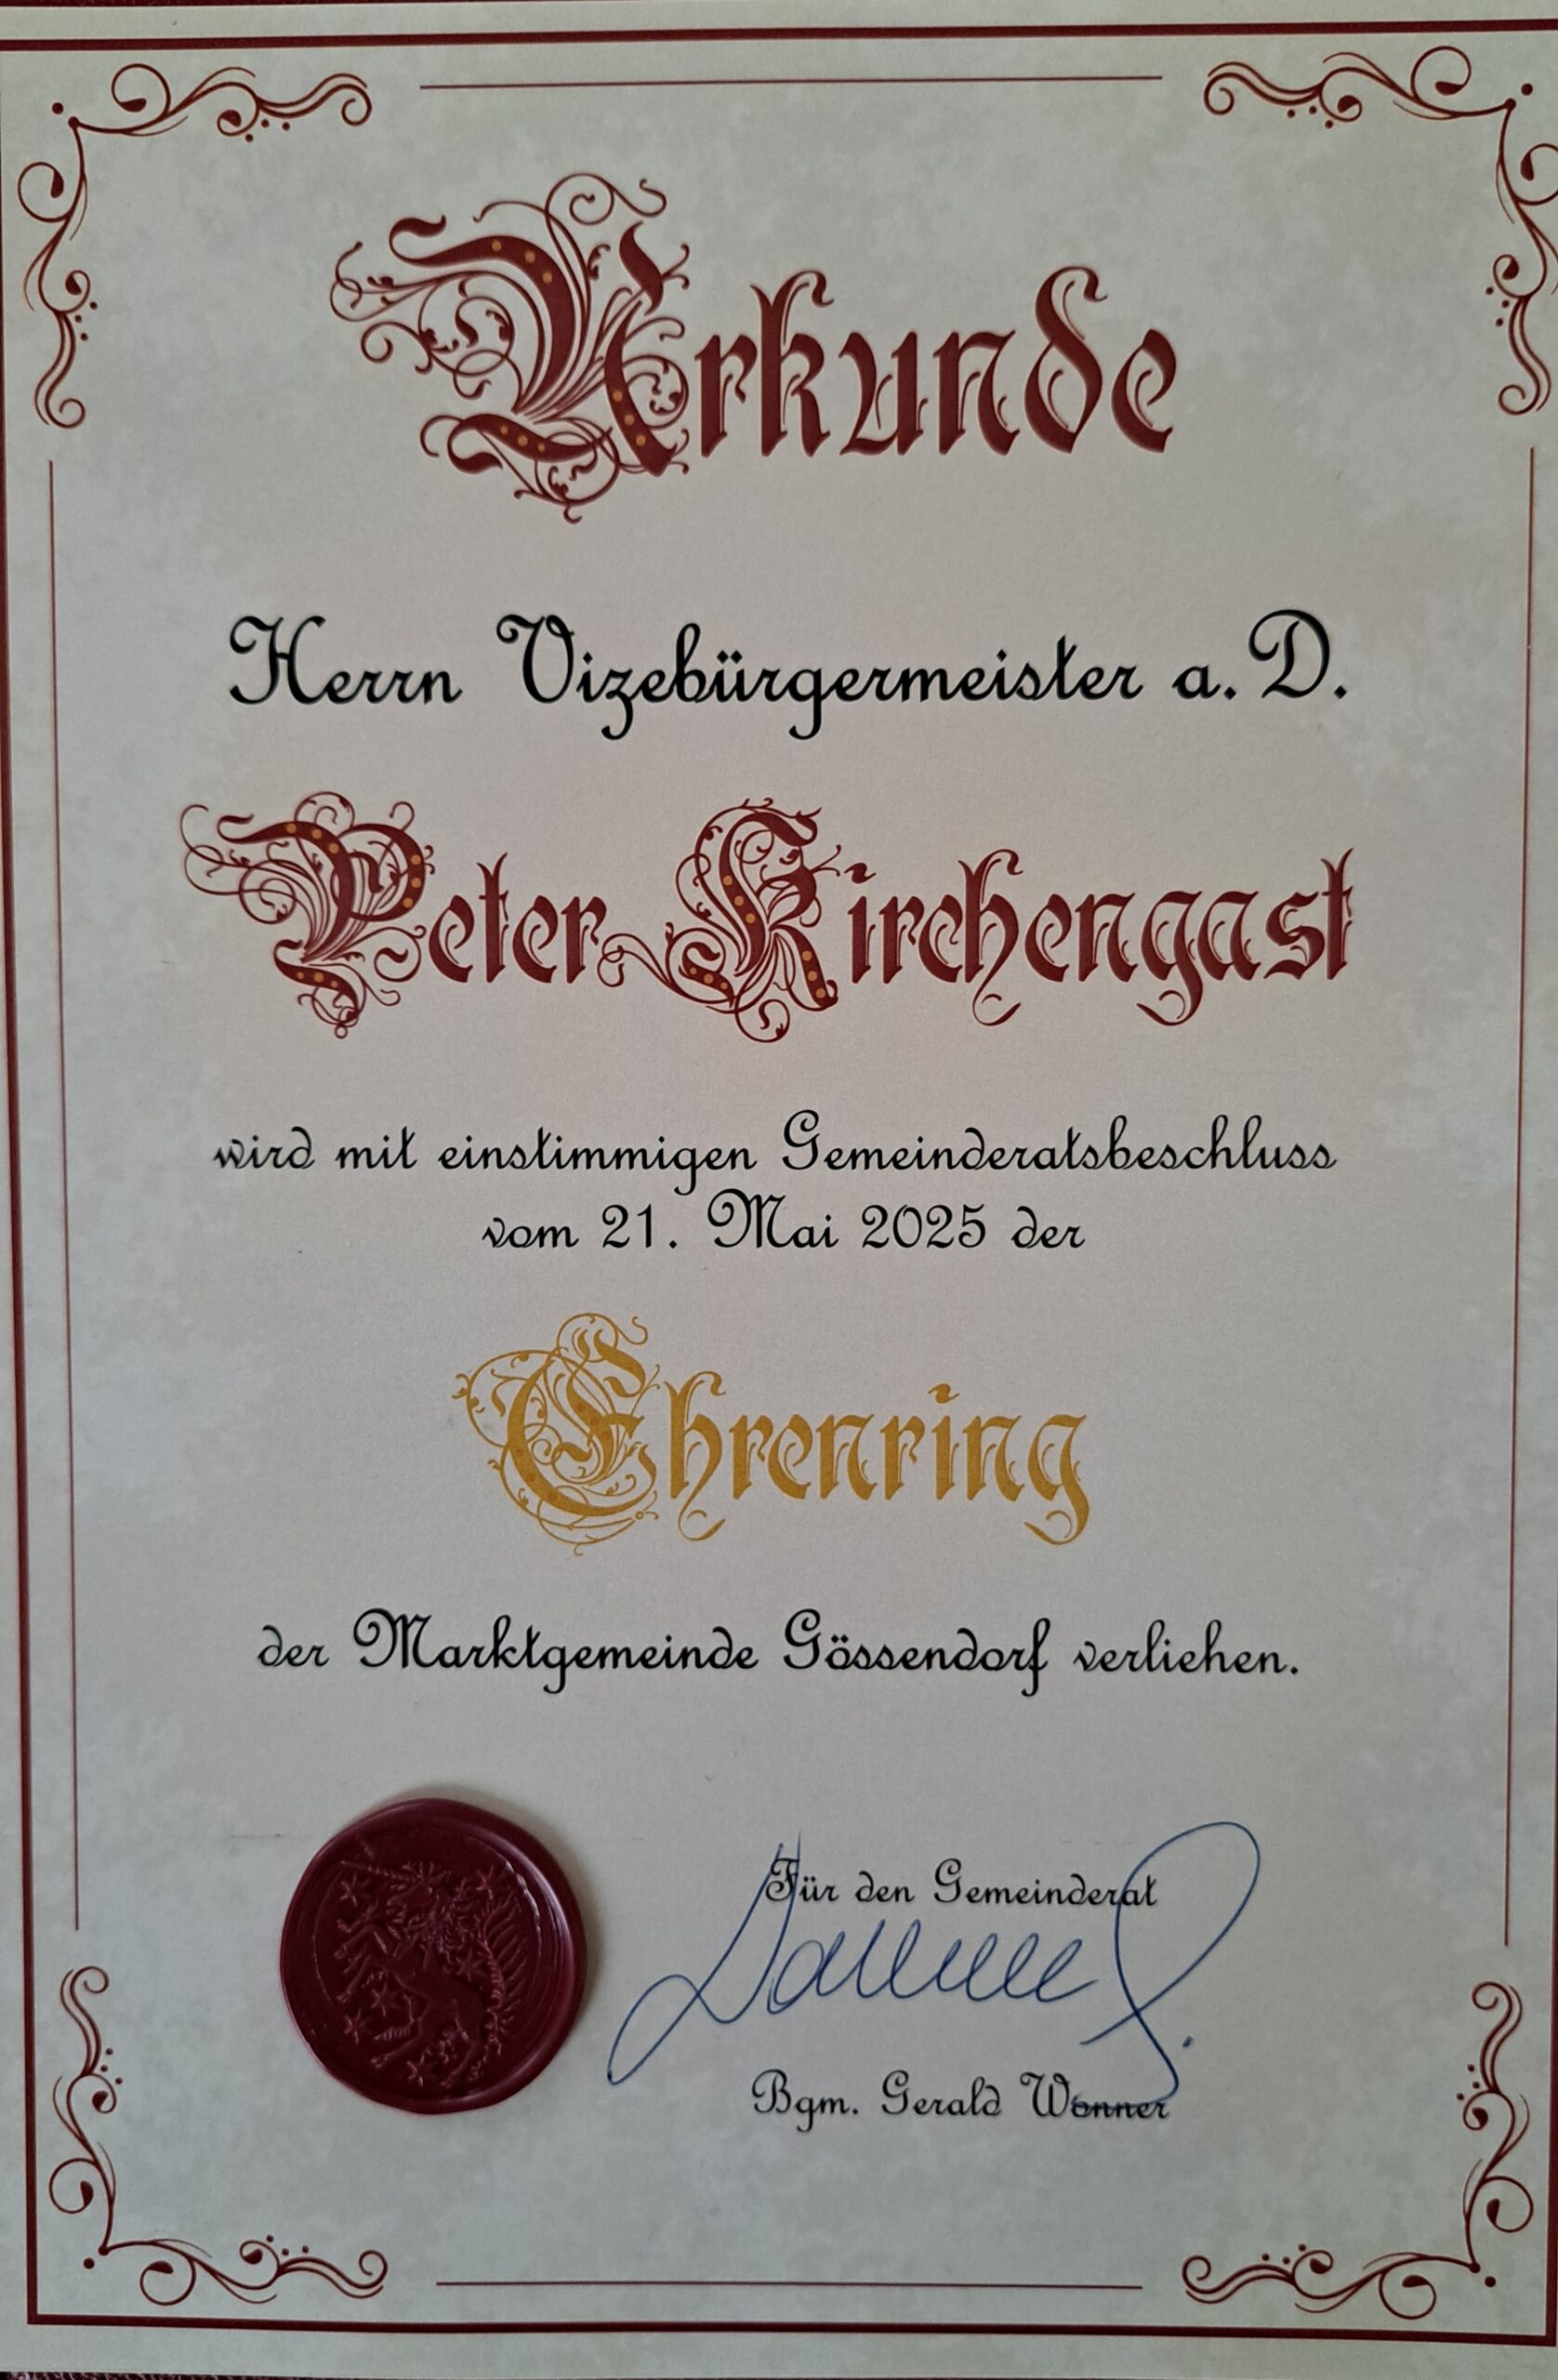 Urkunde
Herrn Vizebürgermeister a. D.
Peter Kirchengast
wird mit einstimmigen Gemeinderatsbeschluss
vom 21. Mai 2025 der
Ehrenring
der Marktgemeinde Gössendorf verliehen.
Für den Gemeinderat
Bgm. Gerald Wonner